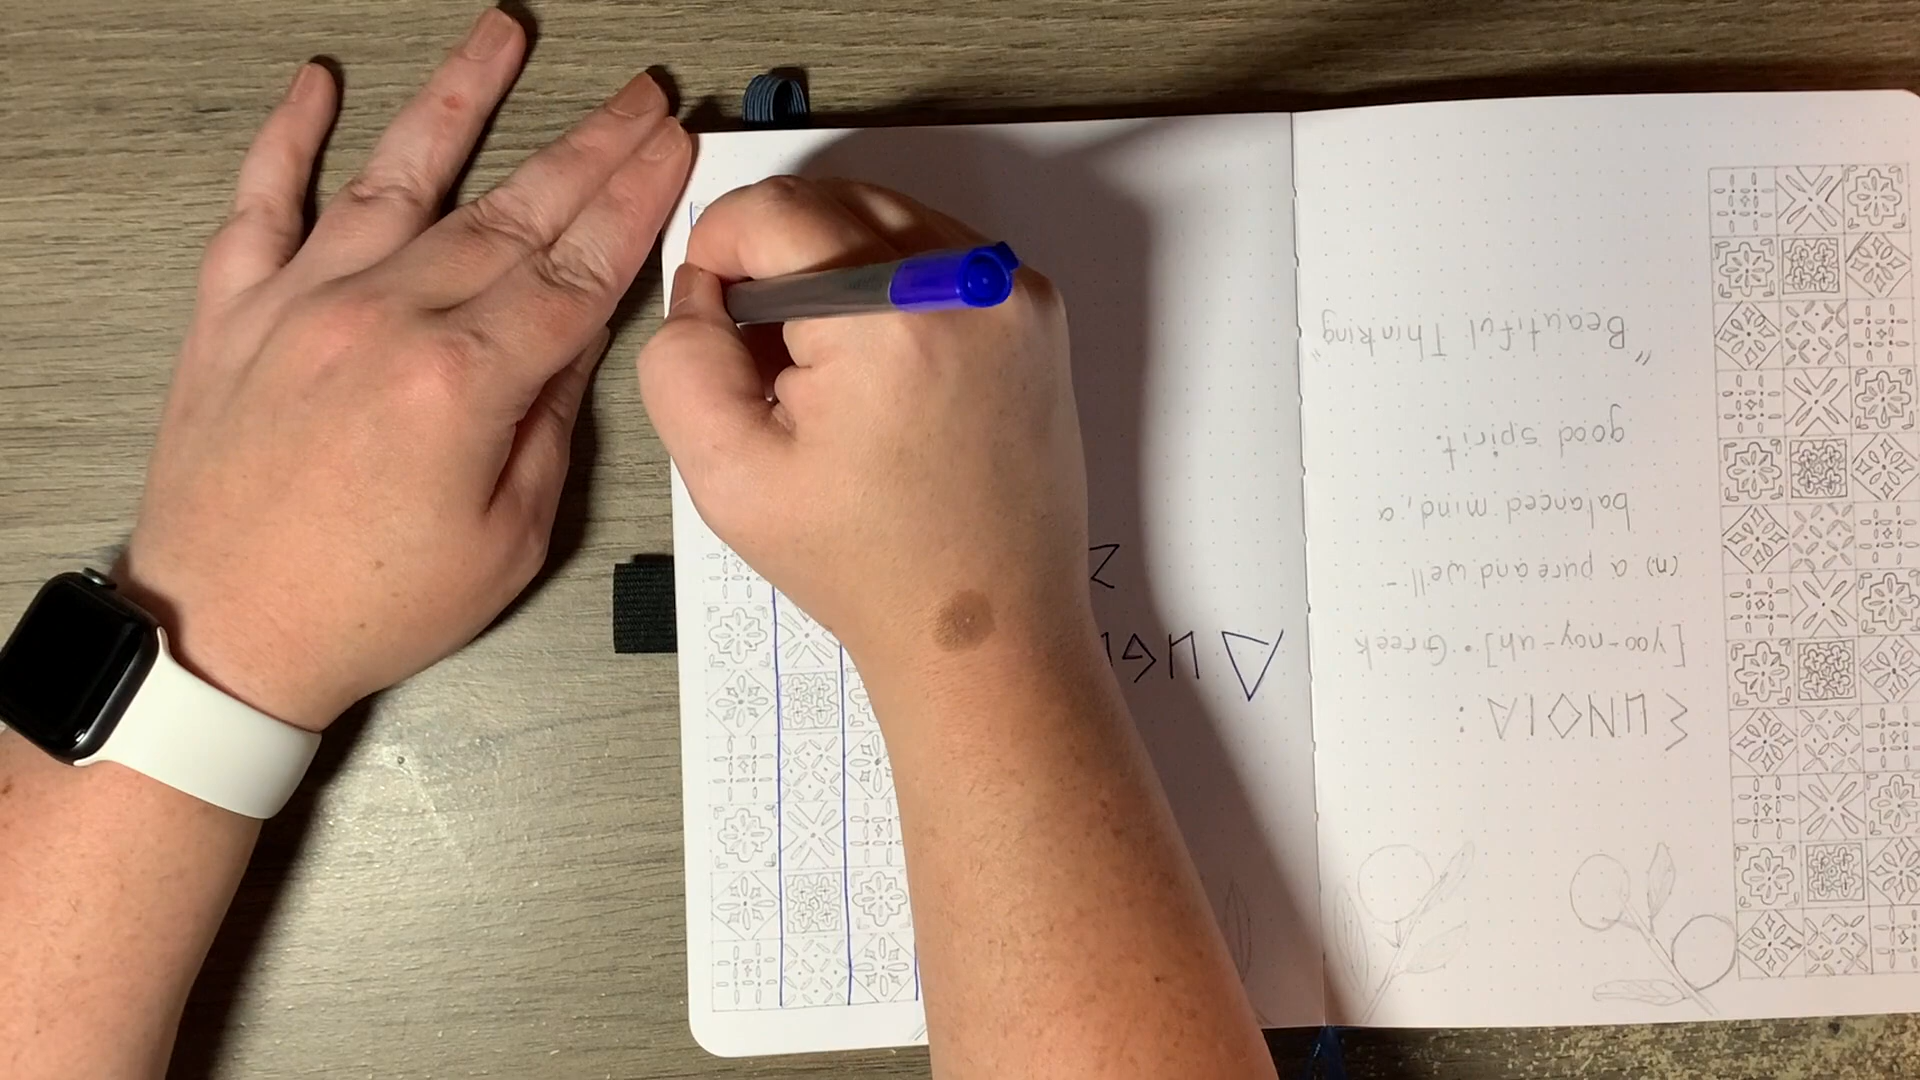 EUNOIA:
[yoo-noy-uh] • Greek
(n.) a pure and well-
balanced mind, a
good spirit.
"Beautiful Thinking"